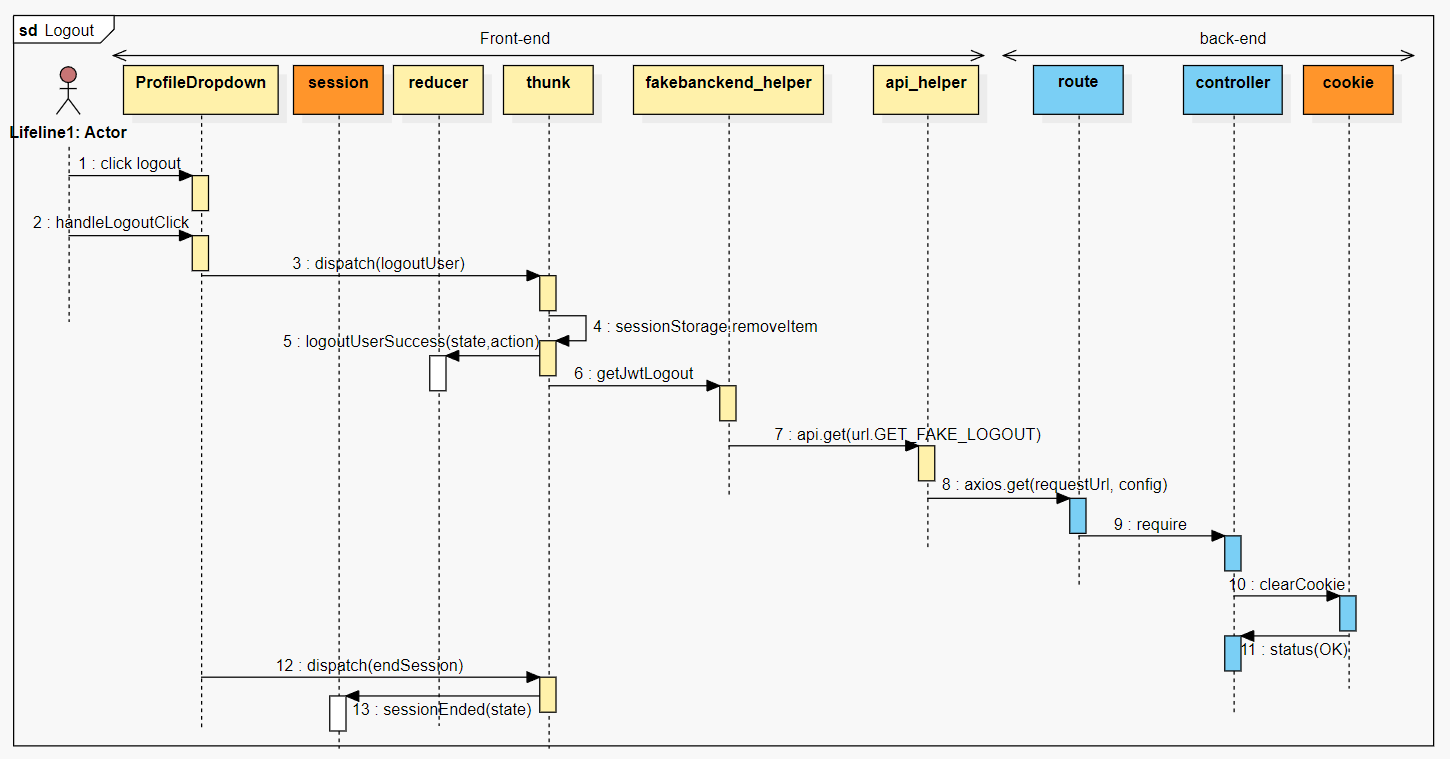 sd Logout
Front-end
back-end
ProfileDropdown
session
reducer
thunk
fakebanckend_helper
api_helper
route
controller
cookie
Lifeline1: Actor
1 : click logout
2 : handleLogoutClick
3 : dispatch(logoutUser)
4 : sessionStorage.removeItem
5 : logoutUserSuccess(state,action)
6 : getJwtLogout
7 : api.get(url.GET_FAKE_LOGOUT)
8 : axios.get(requestUrl, config)
9 : require
10 : clearCookie
11 : status(OK)
12 : dispatch(endSession)
13 : sessionEnded(state)